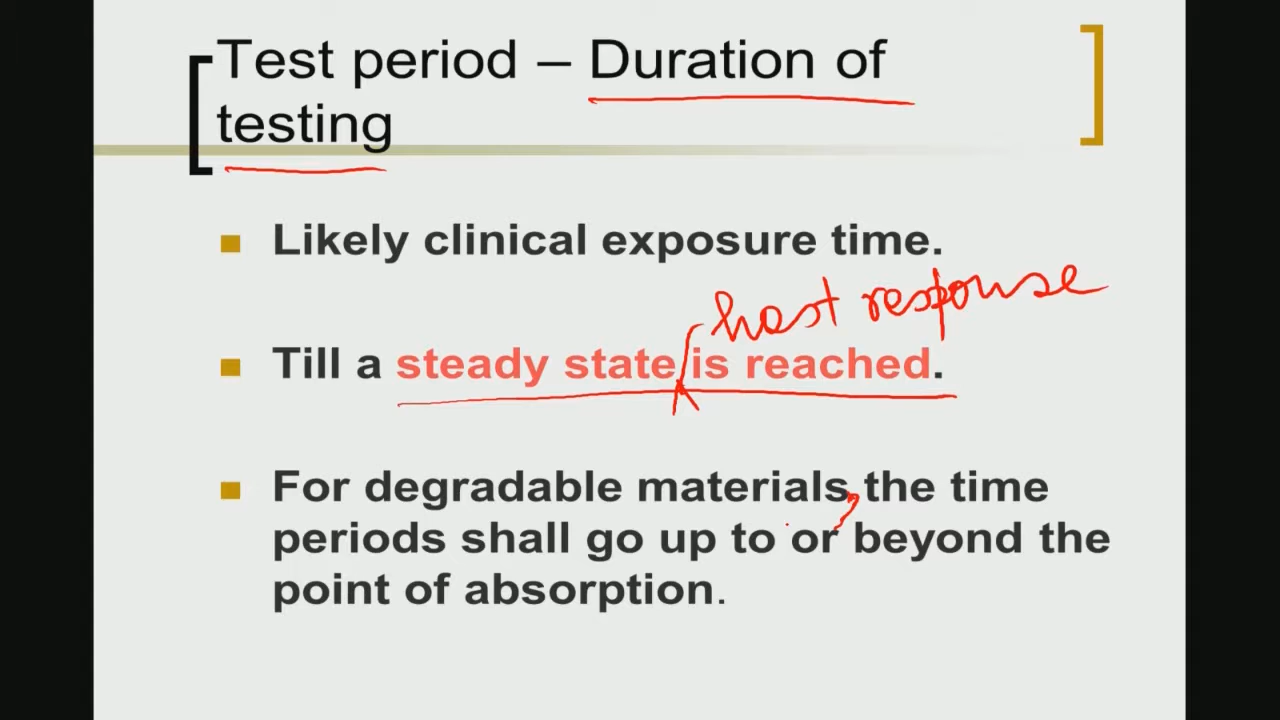 Test period – Duration of
testing
Likely clinical exposure time.
host response
Till a steady state is reached.
For degradable materials, the time
periods shall go up to or beyond the
point of absorption.